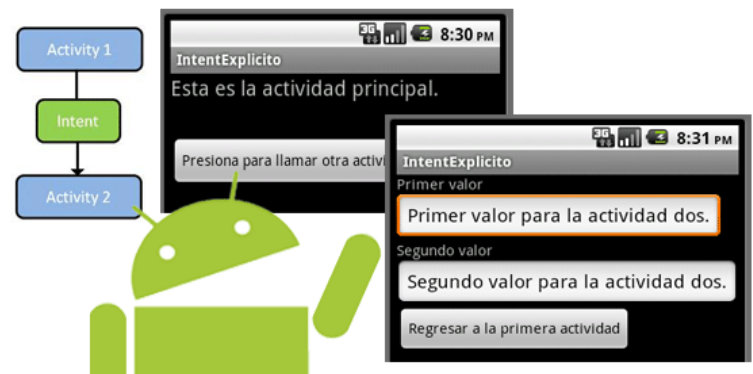 Activity 1
Intent
Activity 2
3G 8:30 PM
IntentExplicito
Esta es la actividad principal.
Presiona para llamar otra activi
3G 8:31 PM
IntentExplicito
Primer valor
Primer valor para la actividad dos.
Segundo valor
Segundo valor para la actividad dos.
Regresar a la primera actividad